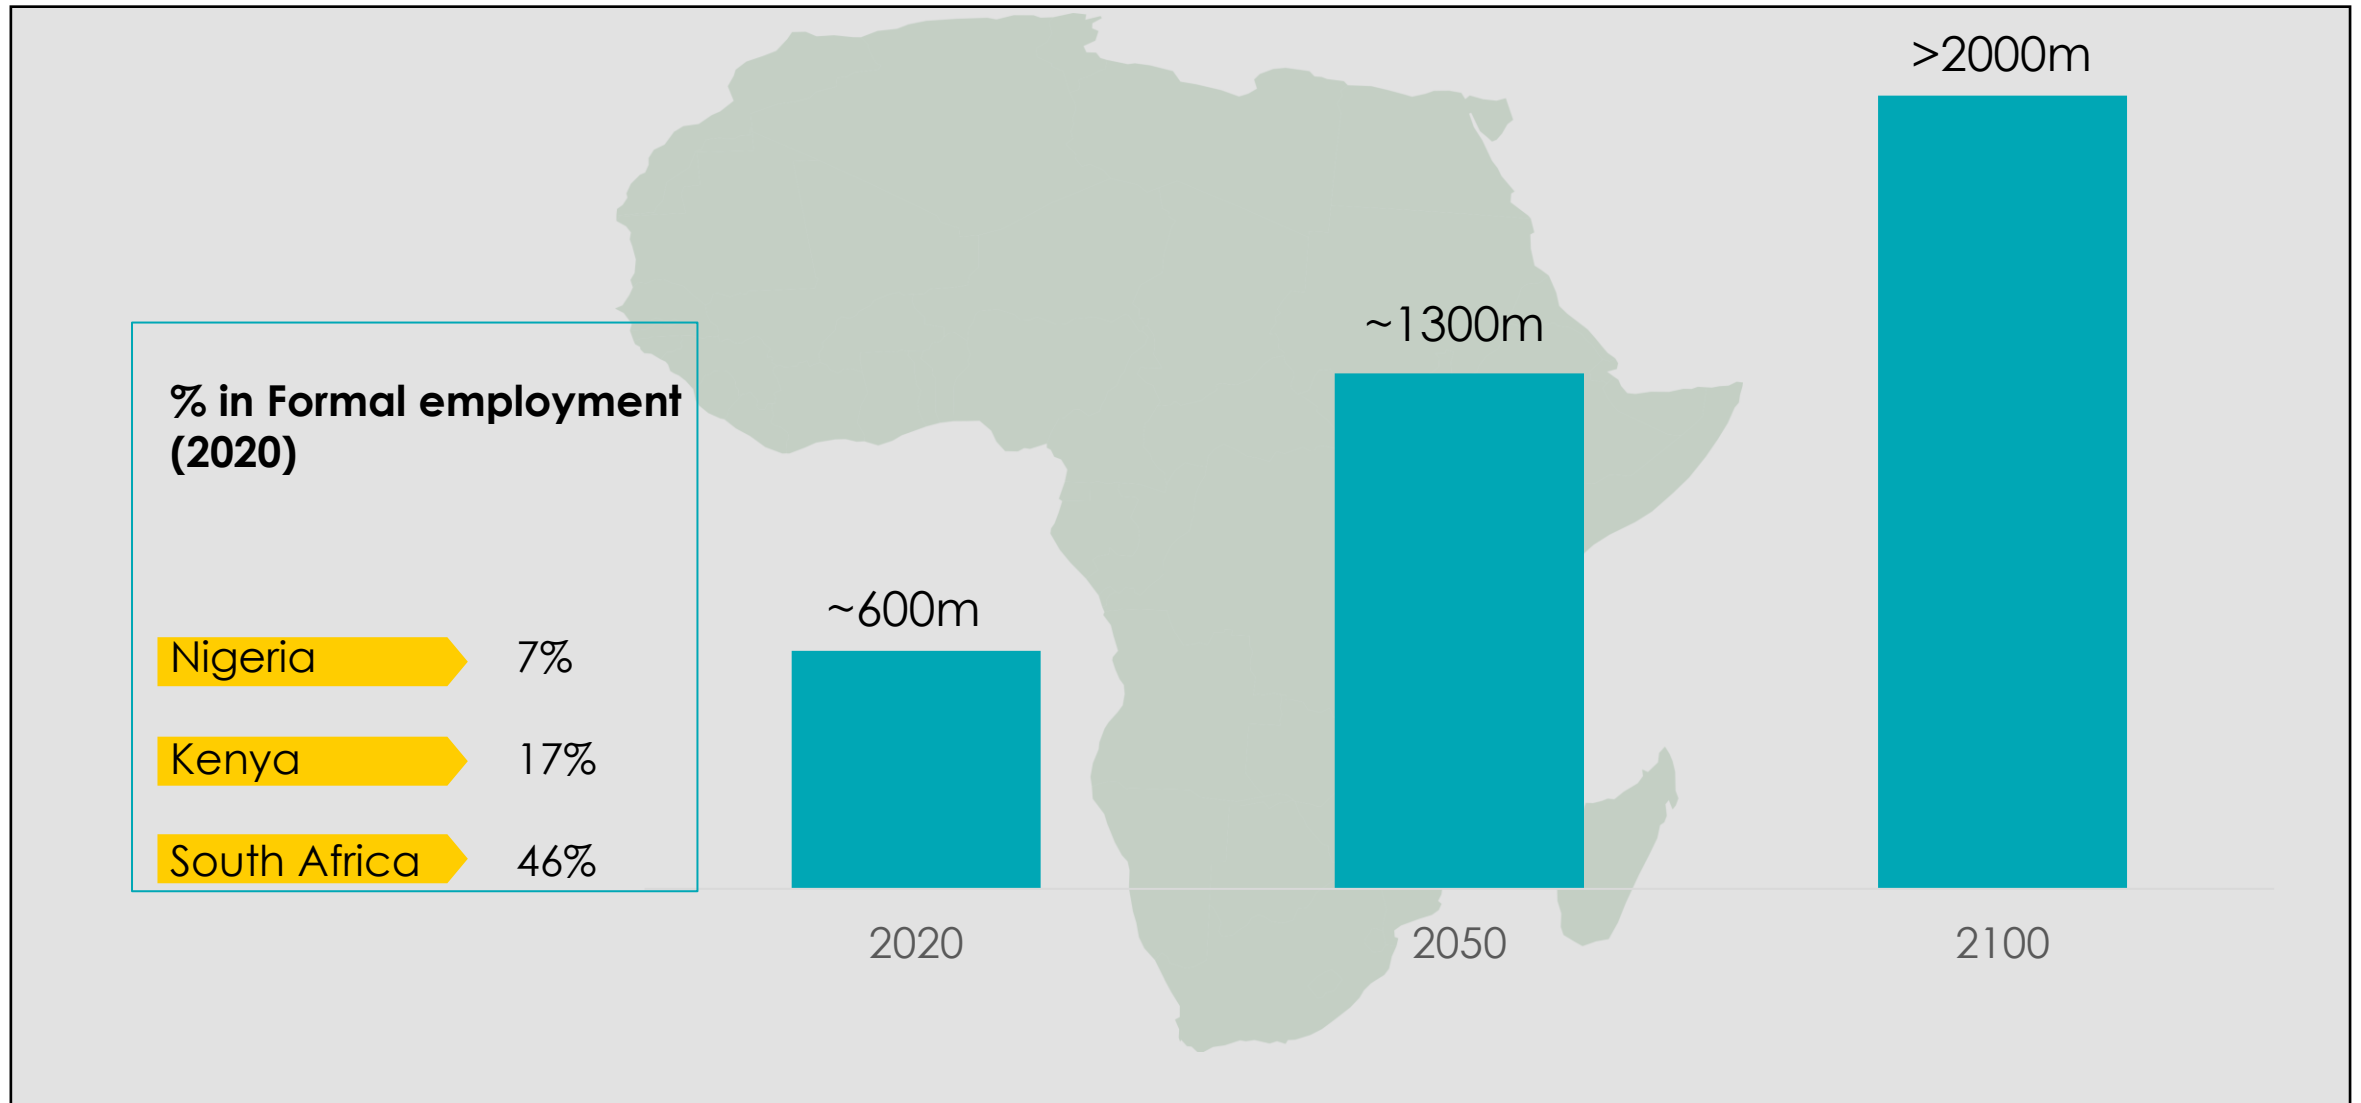 >2000m
~1300m
% in Formal employment
(2020)
~600m
Nigeria 7%
Kenya 17%
South Africa 46%
2020 2050 2100